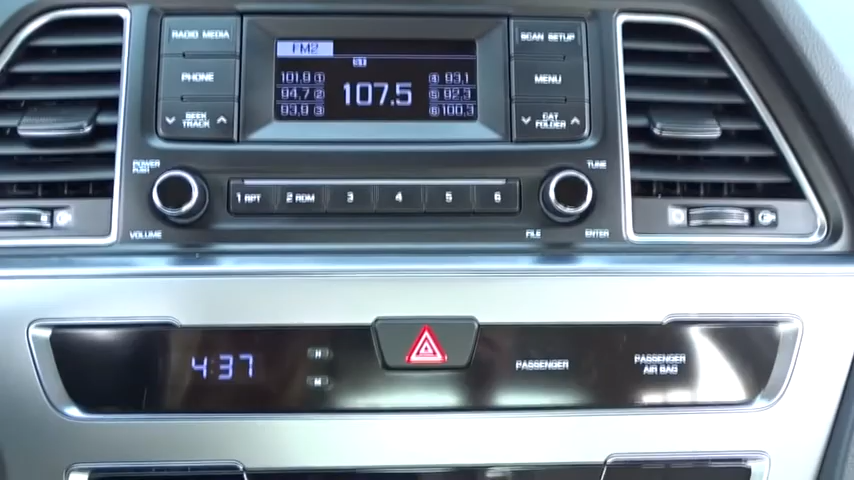 RADIO MEDIA
PHONE
SEEK
TRACK
FM2
101.9 1
94.7 2
93.9 3
107.5
4 93.1
5 92.3
6 100.3
SCAN SETUP
MENU
CAT
FOLDER
POWER
PUSH
VOLUME
1 RPT
2 RDM
3
4
5
6
TUNE
FILE
ENTER
4:37
H
M
PASSENGER
PASSENGER
AIR BAG